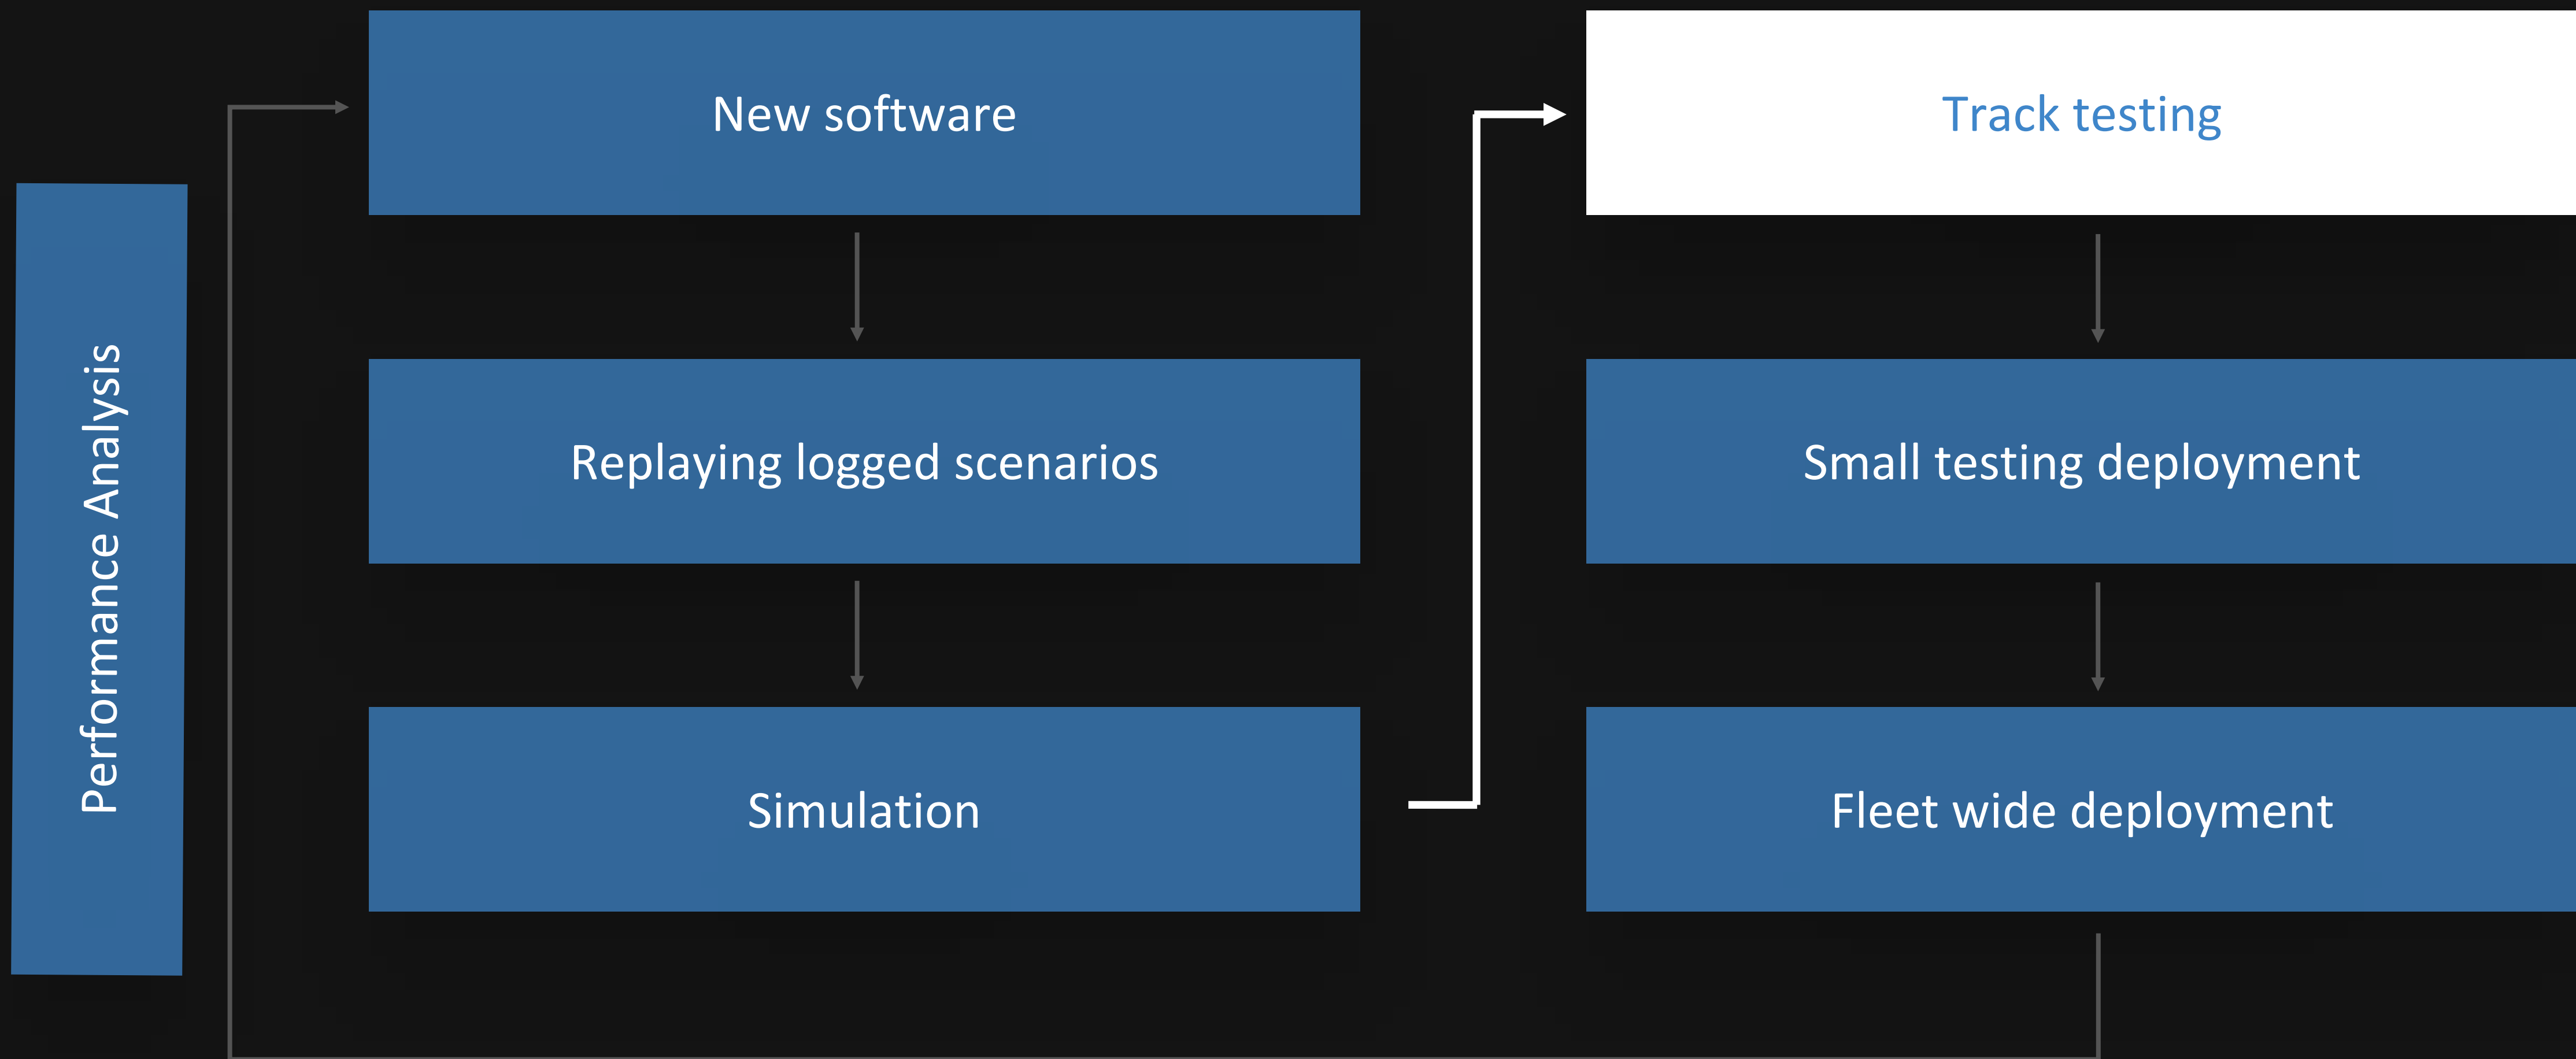 Performance Analysis
New software
Replaying logged scenarios
Simulation
Track testing
Small testing deployment
Fleet wide deployment